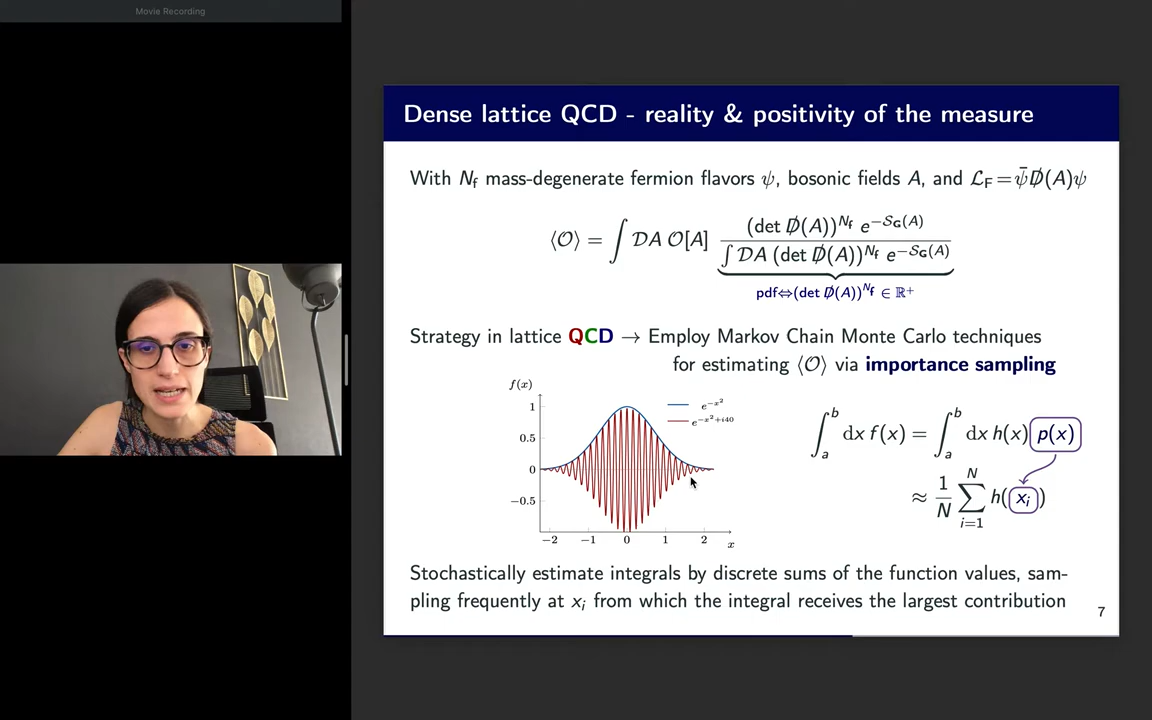 Movie Recording
Dense lattice QCD - reality & positivity of the measure
With N_f mass-degenerate fermion flavors ψ, bosonic fields A, and 𝓛_F = ψ̄D̸(A)ψ
⟨𝒪⟩ = ∫ 𝒟A 𝒪[A] (det D̸(A))^{N_f} e^{−𝒮_G(A)} / ∫ 𝒟A (det D̸(A))^{N_f} e^{−𝒮_G(A)}
pdf⇔(det D̸(A))^{N_f} ∈ ℝ⁺
Strategy in lattice QCD → Employ Markov Chain Monte Carlo techniques
for estimating ⟨𝒪⟩ via importance sampling
f(x)
1
0.5
0
−0.5
−2 −1 0 1 2 x
e^{−x²}
e^{−x²+i40}
∫_a^b dx f(x) = ∫_a^b dx h(x) p(x)
≈ 1/N ∑_{i=1}^N h(x_i)
Stochastically estimate integrals by discrete sums of the function values, sam-
pling frequently at x_i from which the integral receives the largest contribution
7